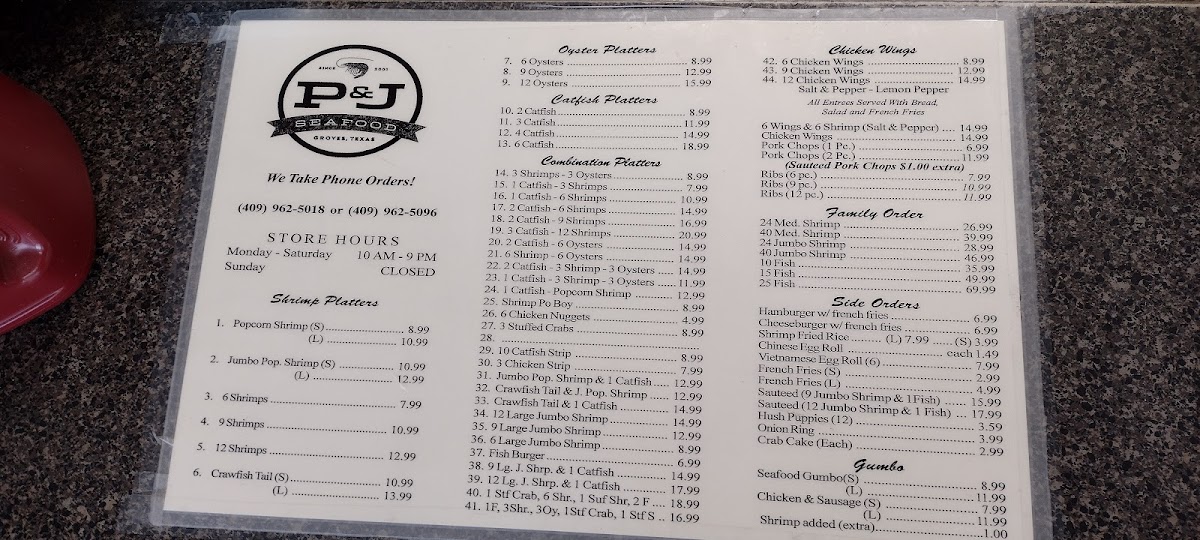 SINCE 2001
P&J
SEAFOOD
GROVES, TEXAS
We Take Phone Orders!
(409) 962-5018 or (409) 962-5096
STORE HOURS
Monday - Saturday 10 AM - 9 PM
Sunday CLOSED
Shrimp Platters
1. Popcorn Shrimp (S) 8.99
(L) 10.99
2. Jumbo Pop. Shrimp (S) 10.99
(L) 12.99
3. 6 Shrimps 7.99
4. 9 Shrimps 10.99
5. 12 Shrimps 12.99
6. Crawfish Tail (S) 10.99
(L) 13.99
Oyster Platters
7. 6 Oysters 8.99
8. 9 Oysters 12.99
9. 12 Oysters 15.99
Catfish Platters
10. 2 Catfish 8.99
11. 3 Catfish 11.99
12. 4 Catfish 14.99
13. 6 Catfish 18.99
Combination Platters
14. 3 Shrimps - 3 Oysters 8.99
15. 1 Catfish - 3 Shrimps 7.99
16. 1 Catfish - 6 Shrimps 10.99
17. 2 Catfish - 6 Shrimps 14.99
18. 2 Catfish - 9 Shrimps 16.99
19. 3 Catfish - 12 Shrimps 20.99
20. 2 Catfish - 6 Oysters 14.99
21. 6 Shrimp - 6 Oysters 14.99
22. 2 Catfish - 3 Shrimp - 3 Oysters 14.99
23. 1 Catfish - 3 Shrimp - 3 Oysters 11.99
24. 1 Catfish - Popcorn Shrimp 12.99
25. Shrimp Po Boy 8.99
26. 6 Chicken Nuggets 4.99
27. 3 Stuffed Crabs 8.99
28.
29. 10 Catfish Strip 8.99
30. 3 Chicken Strip 7.99
31. Jumbo Pop. Shrimp & 1 Catfish 12.99
32. Crawfish Tail & J. Pop. Shrimp 12.99
33. Crawfish Tail & 1 Catfish 14.99
34. 12 Large Jumbo Shrimp 14.99
35. 9 Large Jumbo Shrimp 12.99
36. 6 Large Jumbo Shrimp 8.99
37. Fish Burger 6.99
38. 9 Lg. J. Shrp. & 1 Catfish 14.99
39. 12 Lg. J. Shrp. & 1 Catfish 17.99
40. 1 Stf Crab, 6 Shr., 1 Suf Shr, 2 F 18.99
41. 1F, 3Shr., 3Oy, 1Stf Crab, 1 Stf S 16.99
Chicken Wings
42. 6 Chicken Wings 8.99
43. 9 Chicken Wings 12.99
44. 12 Chicken Wings 14.99
Salt & Pepper - Lemon Pepper
All Entrees Served With Bread,
Salad and French Fries
6 Wings & 6 Shrimp (Salt & Pepper) 14.99
Chicken Wings 14.99
Pork Chops (1 Pc.) 6.99
Pork Chops (2 Pc.) 11.99
(Sauteed Pork Chops $1.00 extra)
Ribs (6 pc.) 7.99
Ribs (9 pc.) 10.99
Ribs (12 pc.) 11.99
Family Order
24 Med. Shrimp 26.99
40 Med. Shrimp 39.99
24 Jumbo Shrimp 28.99
40 Jumbo Shrimp 46.99
10 Fish 35.99
15 Fish 49.99
25 Fish 69.99
Side Orders
Hamburger w/ french fries 6.99
Cheeseburger w/ french fries 6.99
Shrimp Fried Rice (L) 7.99 (S) 3.99
Chinese Egg Roll each 1.49
Vietnamese Egg Roll (6) 7.99
French Fries (S) 2.99
French Fries (L) 4.99
Sauteed (9 Jumbo Shrimp & 1Fish) 15.99
Sauteed (12 Jumbo Shrimp & 1 Fish) 17.99
Hush Puppies (12) 3.59
Onion Ring 3.99
Crab Cake (Each) 2.99
Gumbo
Seafood Gumbo(S) 8.99
(L) 11.99
Chicken & Sausage (S) 7.99
(L) 11.99
Shrimp added (extra) 1.00